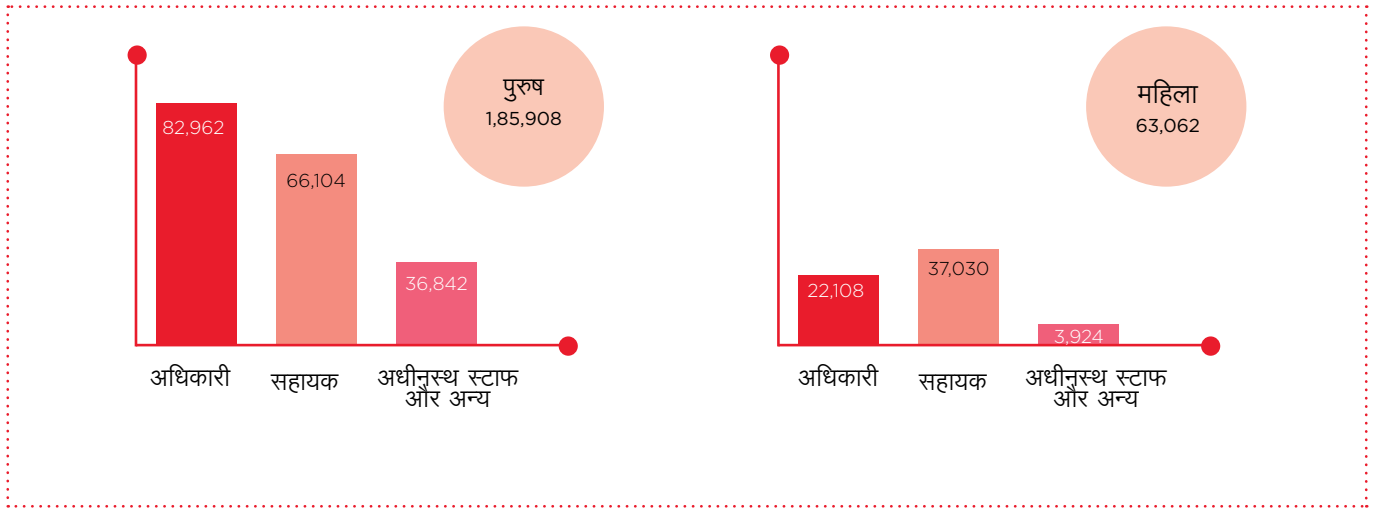 पुरुष
1,85,908
82,962
66,104
36,842
अधिकारी
सहायक
अधीनस्थ स्टाफ
और अन्य
महिला
63,062
22,108
37,030
3,924
अधिकारी
सहायक
अधीनस्थ स्टाफ
और अन्य